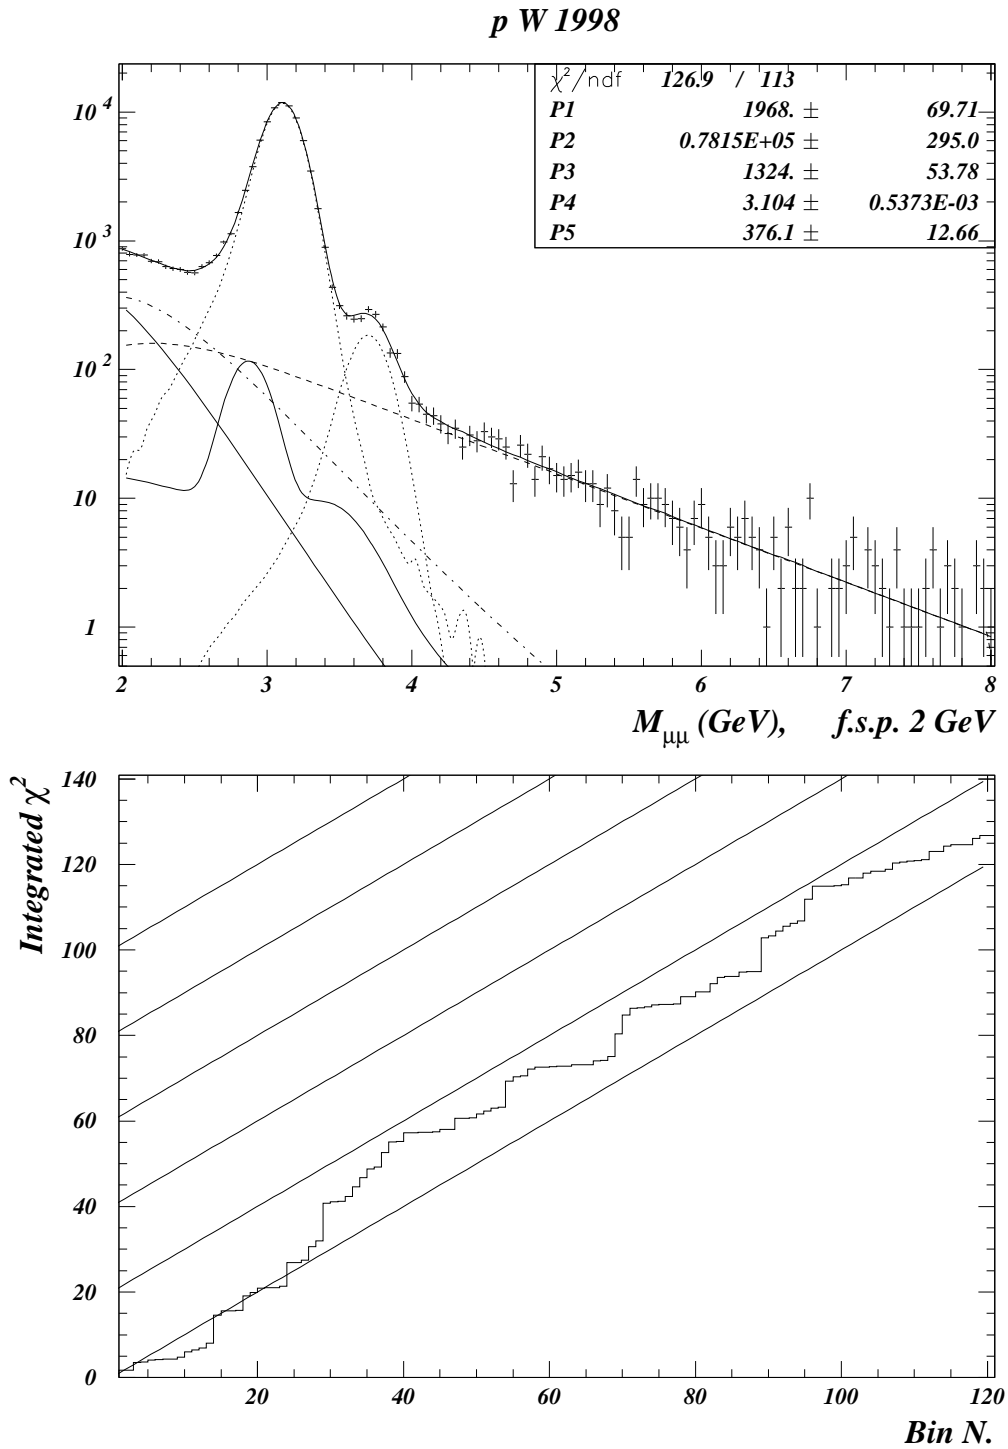 p W 1998
χ²/ndf 126.9 / 113
P1 1968. ± 69.71
P2 0.7815E+05 ± 295.0
P3 1324. ± 53.78
P4 3.104 ± 0.5373E-03
P5 376.1 ± 12.66
10⁴
10³
10²
10
1
2 3 4 5 6 7 8
M_μμ (GeV), f.s.p. 2 GeV
Integrated χ²
140
120
100
80
60
40
20
0
20 40 60 80 100 120
Bin N.